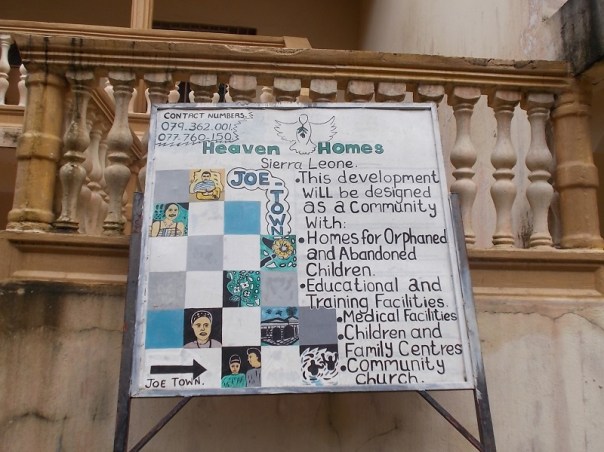 CONTACT NUMBERS:
079.362.001
077-760-150
Heaven Homes
Sierra Leone.
JOE-
TOWN
•This development
will be designed
as a community
With:
•Homes for Orphaned
and Abandoned
Children.
•Educational and
Training Facilities.
•Medical Facilities
•Children and
Family Centres
•Community
Church.
JOE TOWN.